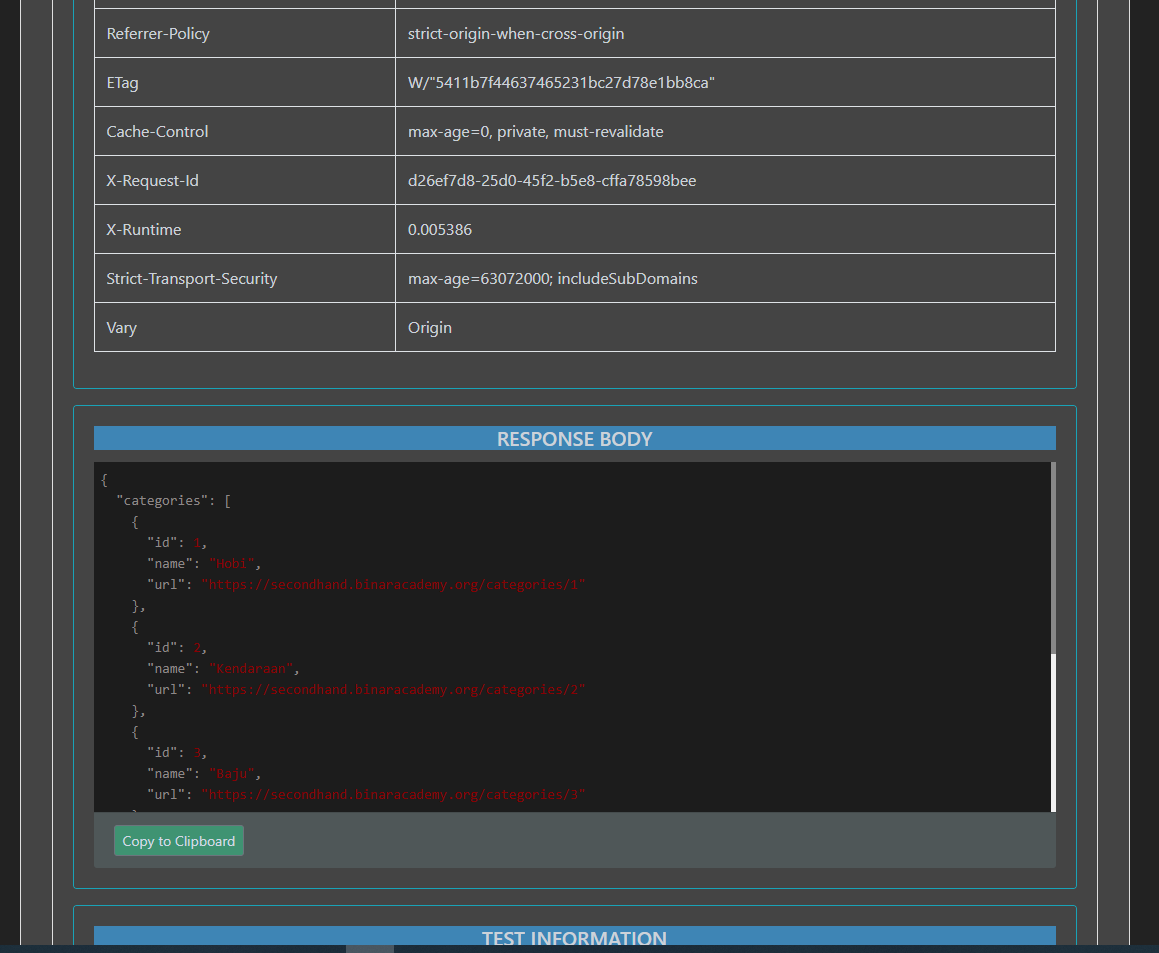 Referrer-Policy strict-origin-when-cross-origin
ETag W/"5411b7f44637465231bc27d78e1bb8ca"
Cache-Control max-age=0, private, must-revalidate
X-Request-Id d26ef7d8-25d0-45f2-b5e8-cffa78598bee
X-Runtime 0.005386
Strict-Transport-Security max-age=63072000; includeSubDomains
Vary Origin
RESPONSE BODY
{
  "categories": [
    {
      "id": 1,
      "name": "Hobi",
      "url": "https://secondhand.binaracademy.org/categories/1"
    },
    {
      "id": 2,
      "name": "Kendaraan",
      "url": "https://secondhand.binaracademy.org/categories/2"
    },
    {
      "id": 3,
      "name": "Baju",
      "url": "https://secondhand.binaracademy.org/categories/3"
Copy to Clipboard
TEST INFORMATION